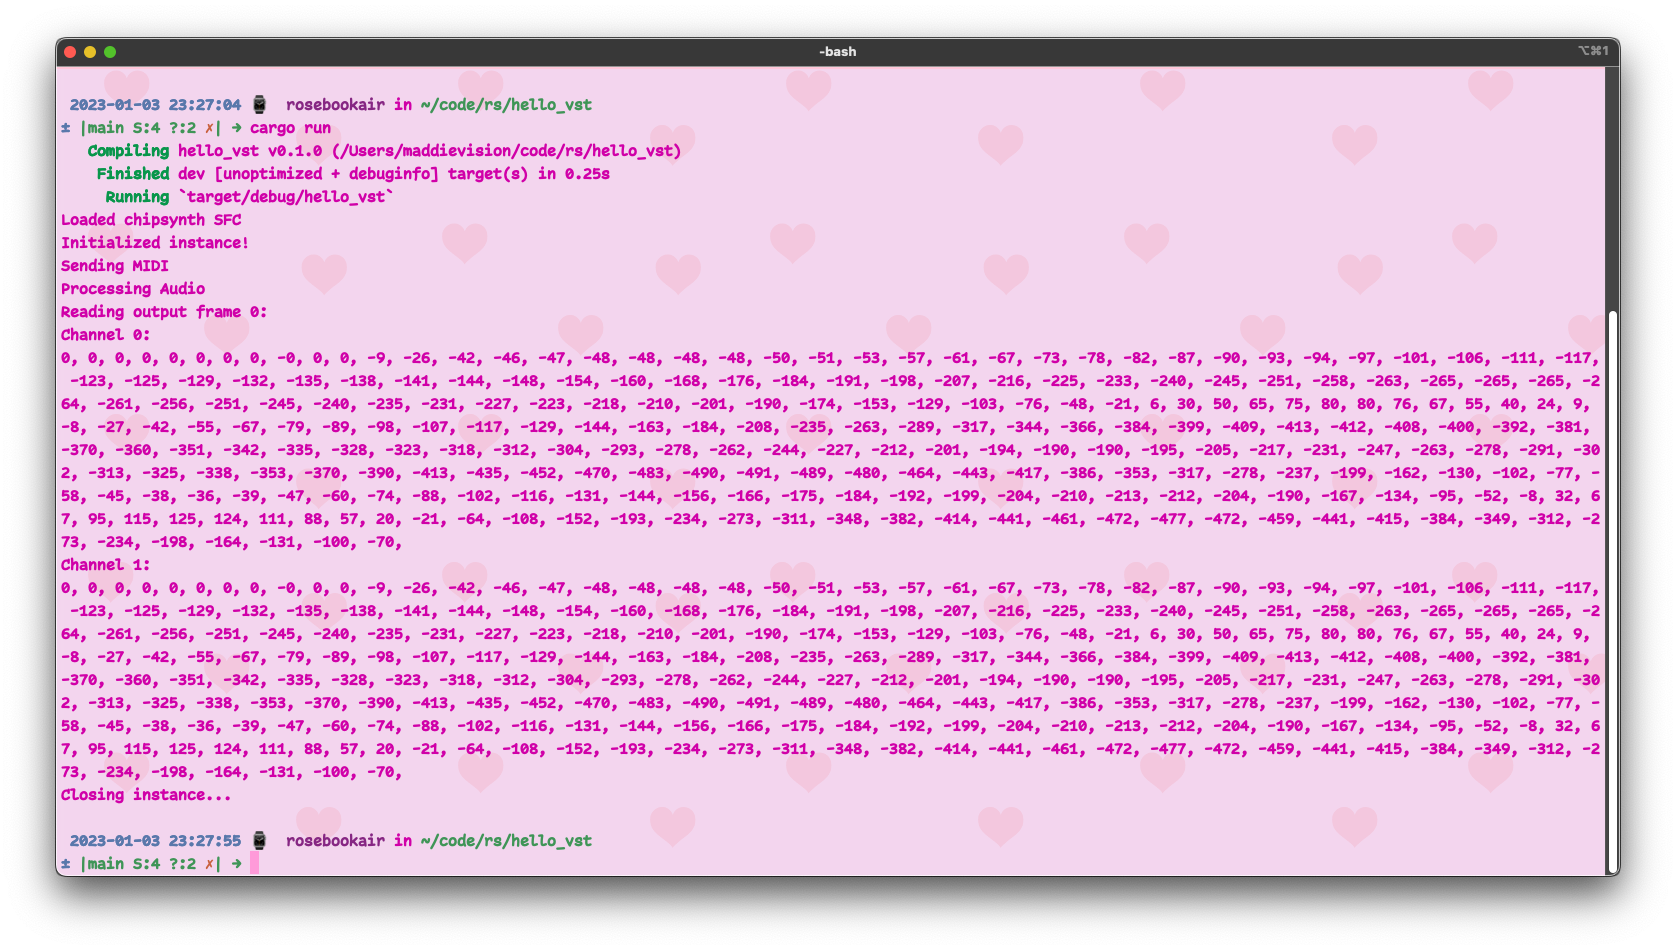 -bash
⌥⌘1
2023-01-03 23:27:04 ⌚ rosebookair in ~/code/rs/hello_vst
± |main S:4 ?:2 ✗| → cargo run
Compiling hello_vst v0.1.0 (/Users/maddievision/code/rs/hello_vst)
Finished dev [unoptimized + debuginfo] target(s) in 0.25s
Running `target/debug/hello_vst`
Loaded chipsynth SFC
Initialized instance!
Sending MIDI
Processing Audio
Reading output frame 0:
Channel 0:
0, 0, 0, 0, 0, 0, 0, 0, -0, 0, 0, -9, -26, -42, -46, -47, -48, -48, -48, -48, -50, -51, -53, -57, -61, -67, -73, -78, -82, -87, -90, -93, -94, -97, -101, -106, -111, -117,
-123, -125, -129, -132, -135, -138, -141, -144, -148, -154, -160, -168, -176, -184, -191, -198, -207, -216, -225, -233, -240, -245, -251, -258, -263, -265, -265, -265, -2
64, -261, -256, -251, -245, -240, -235, -231, -227, -223, -218, -210, -201, -190, -174, -153, -129, -103, -76, -48, -21, 6, 30, 50, 65, 75, 80, 80, 76, 67, 55, 40, 24, 9,
-8, -27, -42, -55, -67, -79, -89, -98, -107, -117, -129, -144, -163, -184, -208, -235, -263, -289, -317, -344, -366, -384, -399, -409, -413, -412, -408, -400, -392, -381,
-370, -360, -351, -342, -335, -328, -323, -318, -312, -304, -293, -278, -262, -244, -227, -212, -201, -194, -190, -190, -195, -205, -217, -231, -247, -263, -278, -291, -30
2, -313, -325, -338, -353, -370, -390, -413, -435, -452, -470, -483, -490, -491, -489, -480, -464, -443, -417, -386, -353, -317, -278, -237, -199, -162, -130, -102, -77, -
58, -45, -38, -36, -39, -47, -60, -74, -88, -102, -116, -131, -144, -156, -166, -175, -184, -192, -199, -204, -210, -213, -212, -204, -190, -167, -134, -95, -52, -8, 32, 6
7, 95, 115, 125, 124, 111, 88, 57, 20, -21, -64, -108, -152, -193, -234, -273, -311, -348, -382, -414, -441, -461, -472, -477, -472, -459, -441, -415, -384, -349, -312, -2
73, -234, -198, -164, -131, -100, -70,
Channel 1:
0, 0, 0, 0, 0, 0, 0, 0, -0, 0, 0, -9, -26, -42, -46, -47, -48, -48, -48, -48, -50, -51, -53, -57, -61, -67, -73, -78, -82, -87, -90, -93, -94, -97, -101, -106, -111, -117,
-123, -125, -129, -132, -135, -138, -141, -144, -148, -154, -160, -168, -176, -184, -191, -198, -207, -216, -225, -233, -240, -245, -251, -258, -263, -265, -265, -265, -2
64, -261, -256, -251, -245, -240, -235, -231, -227, -223, -218, -210, -201, -190, -174, -153, -129, -103, -76, -48, -21, 6, 30, 50, 65, 75, 80, 80, 76, 67, 55, 40, 24, 9,
-8, -27, -42, -55, -67, -79, -89, -98, -107, -117, -129, -144, -163, -184, -208, -235, -263, -289, -317, -344, -366, -384, -399, -409, -413, -412, -408, -400, -392, -381,
-370, -360, -351, -342, -335, -328, -323, -318, -312, -304, -293, -278, -262, -244, -227, -212, -201, -194, -190, -190, -195, -205, -217, -231, -247, -263, -278, -291, -30
2, -313, -325, -338, -353, -370, -390, -413, -435, -452, -470, -483, -490, -491, -489, -480, -464, -443, -417, -386, -353, -317, -278, -237, -199, -162, -130, -102, -77, -
58, -45, -38, -36, -39, -47, -60, -74, -88, -102, -116, -131, -144, -156, -166, -175, -184, -192, -199, -204, -210, -213, -212, -204, -190, -167, -134, -95, -52, -8, 32, 6
7, 95, 115, 125, 124, 111, 88, 57, 20, -21, -64, -108, -152, -193, -234, -273, -311, -348, -382, -414, -441, -461, -472, -477, -472, -459, -441, -415, -384, -349, -312, -2
73, -234, -198, -164, -131, -100, -70,
Closing instance...
2023-01-03 23:27:55 ⌚ rosebookair in ~/code/rs/hello_vst
± |main S:4 ?:2 ✗| →